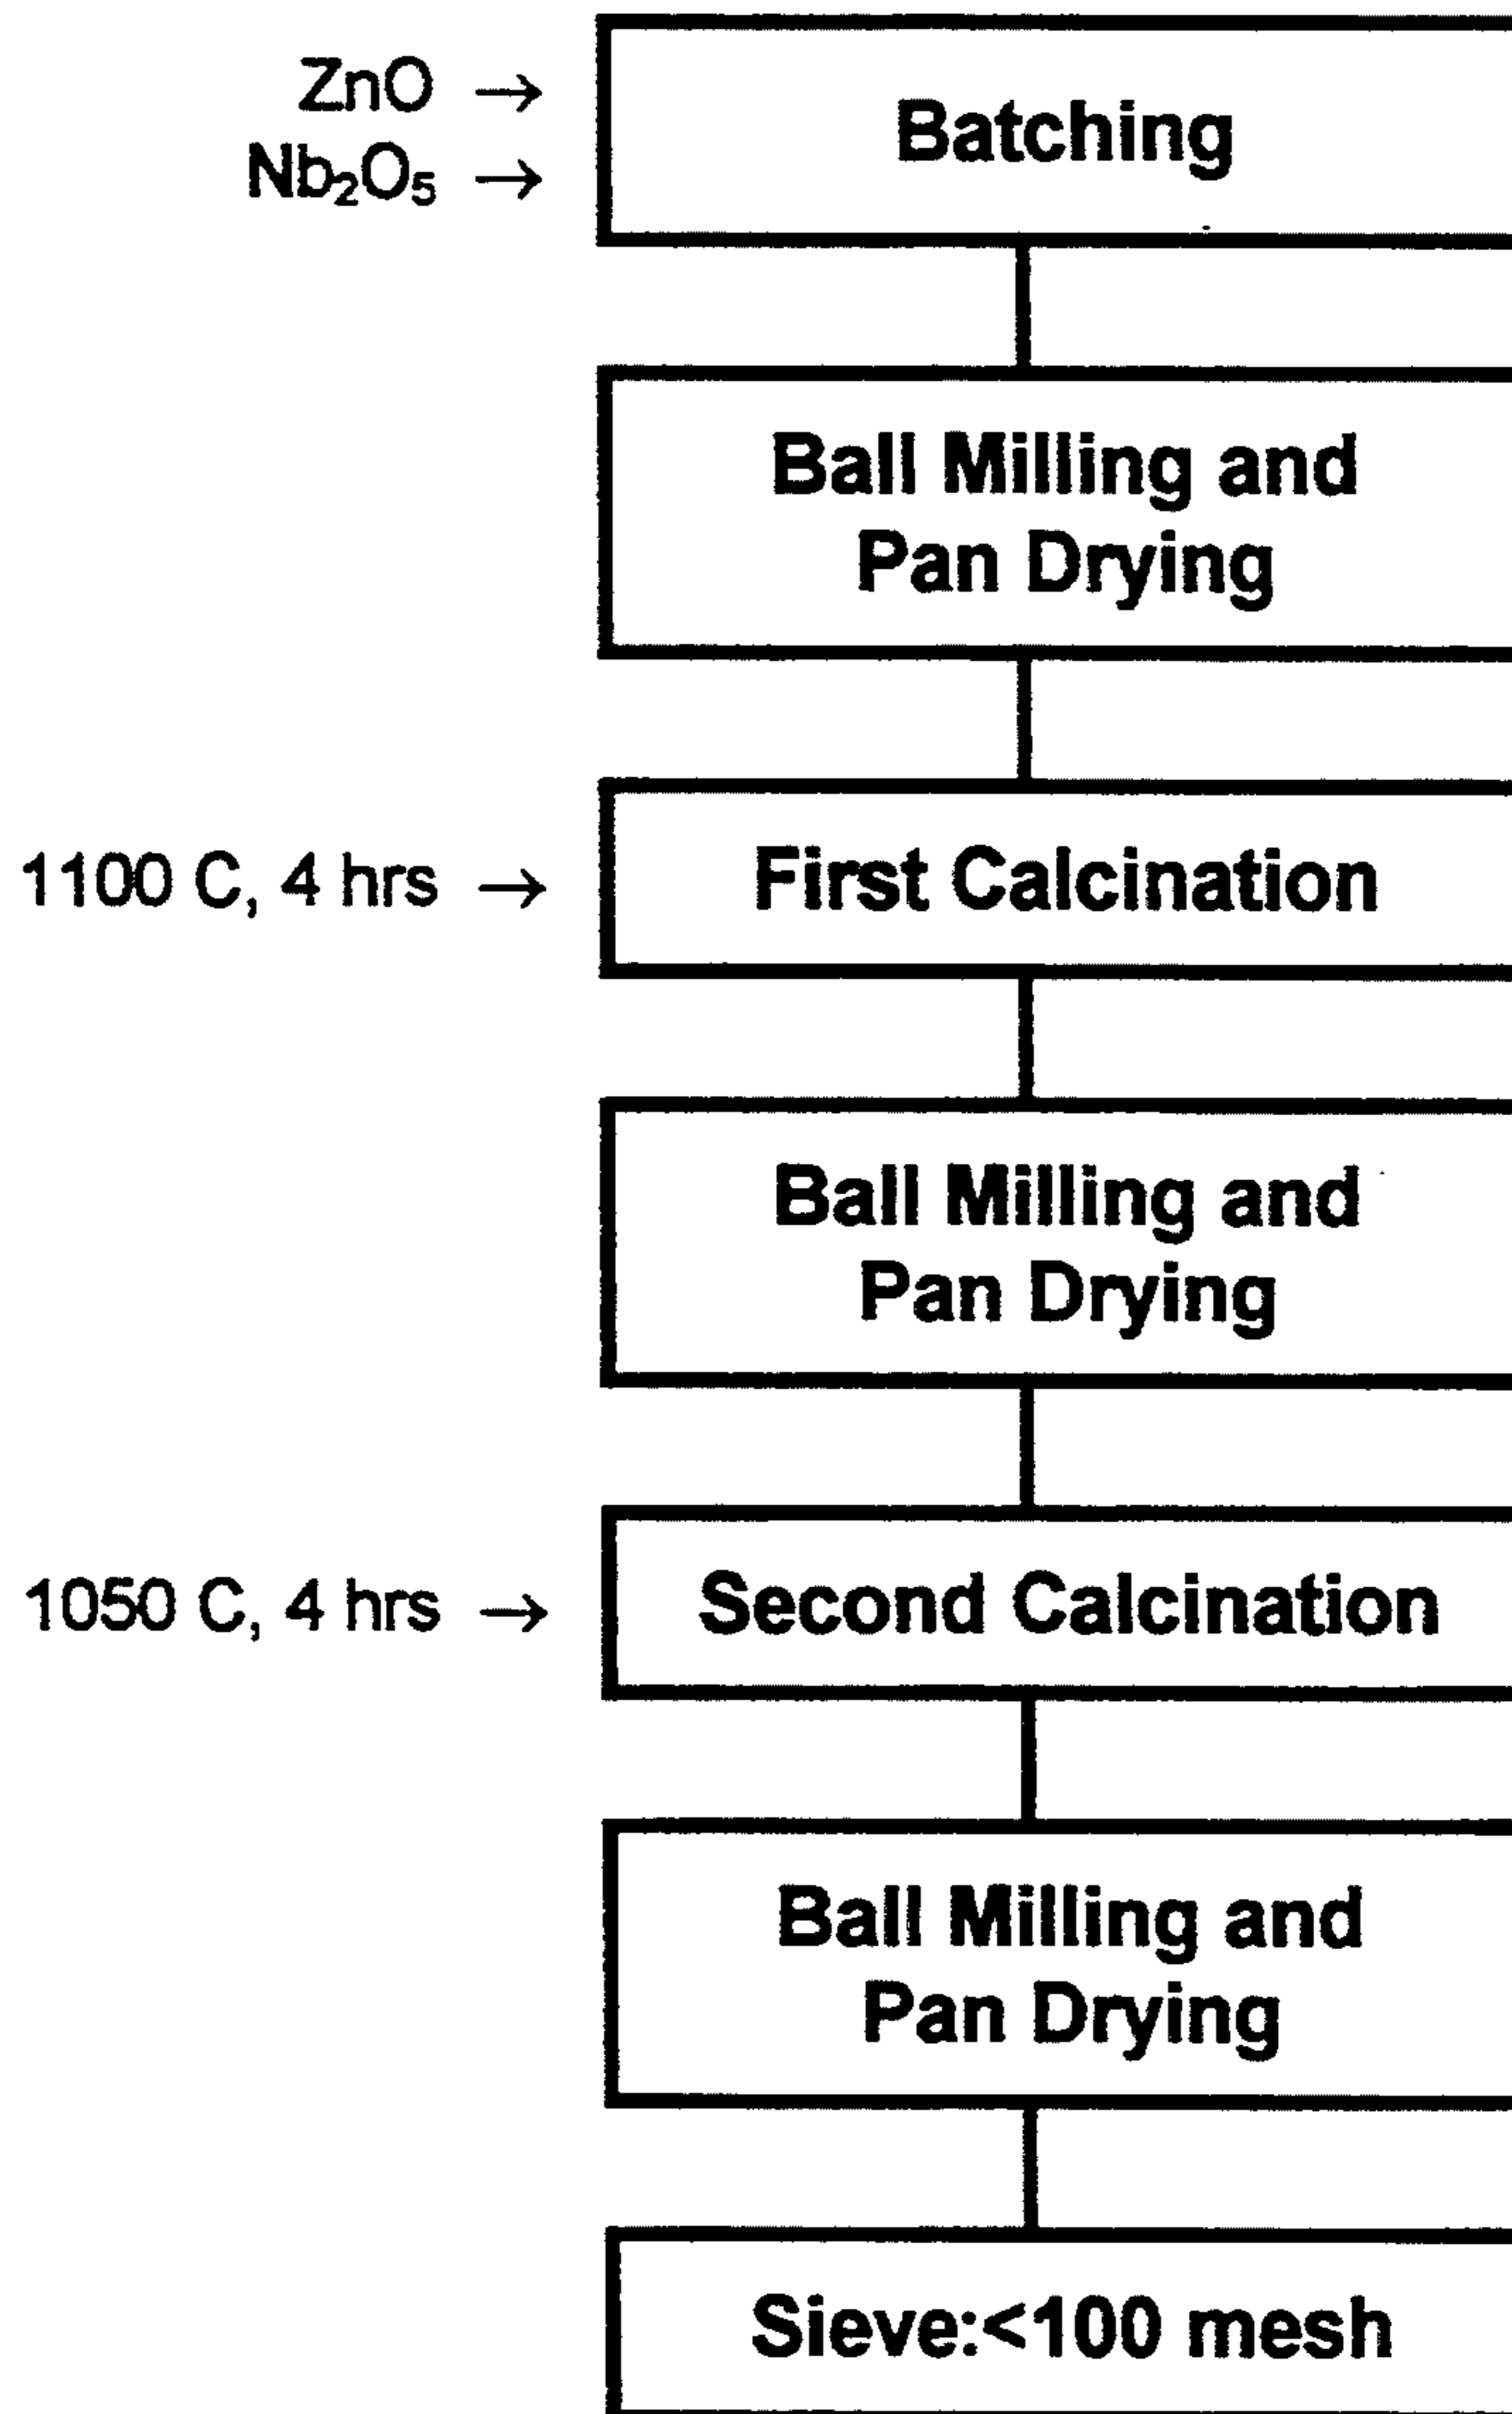 ZnO →
Nb₂O₅ →
Batching
Ball Milling and
Pan Drying
1100 C, 4 hrs →
First Calcination
Ball Milling and
Pan Drying
1050 C, 4 hrs →
Second Calcination
Ball Milling and
Pan Drying
Sieve:<100 mesh